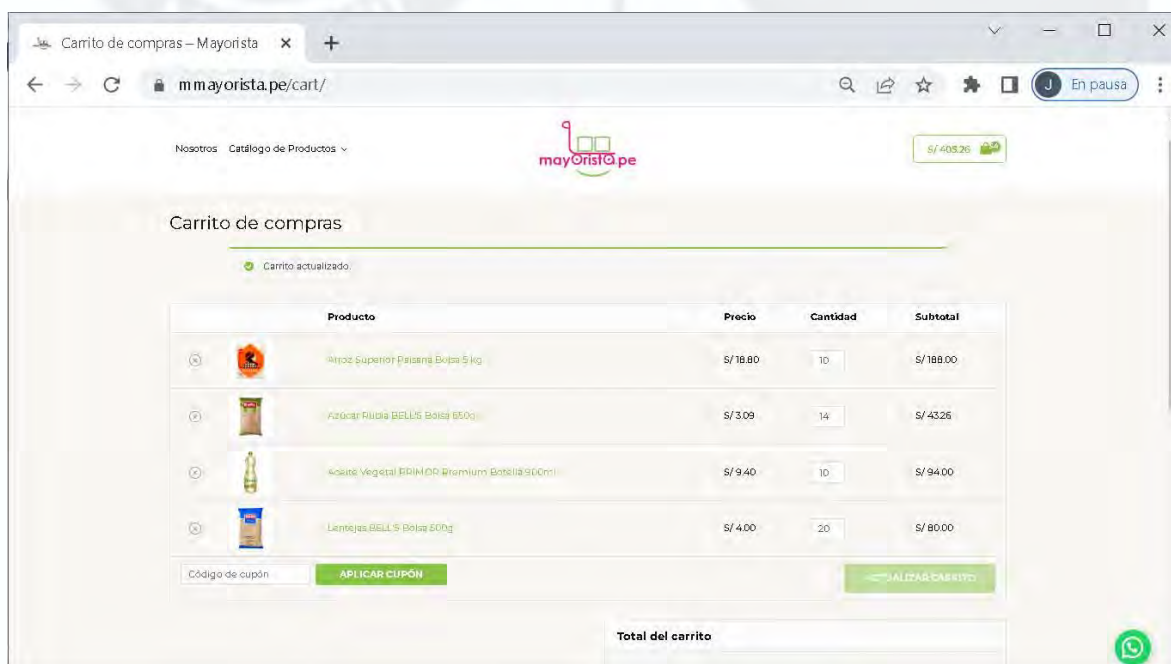 Carrito de compras – Mayorista
mmayorista.pe/cart/
En pausa
J
Nosotros Catálogo de Productos
mayorista.pe
S/ 405.26
Carrito de compras
Carrito actualizado.
Producto Precio Cantidad Subtotal
Arroz Superior Paisana Bolsa 5 kg S/ 18.80 10 S/ 188.00
Azúcar Rubia BELL'S Bolsa S/ 3.09 14 S/ 43.26
Aceite Vegetal PRIMOR Premium Botella 900ml S/ 9.40 10 S/ 94.00
Lentejas BELL'S Bolsa 500g S/ 4.00 20 S/ 80.00
Código de cupón APLICAR CUPÓN ACTUALIZAR CARRITO
Total del carrito